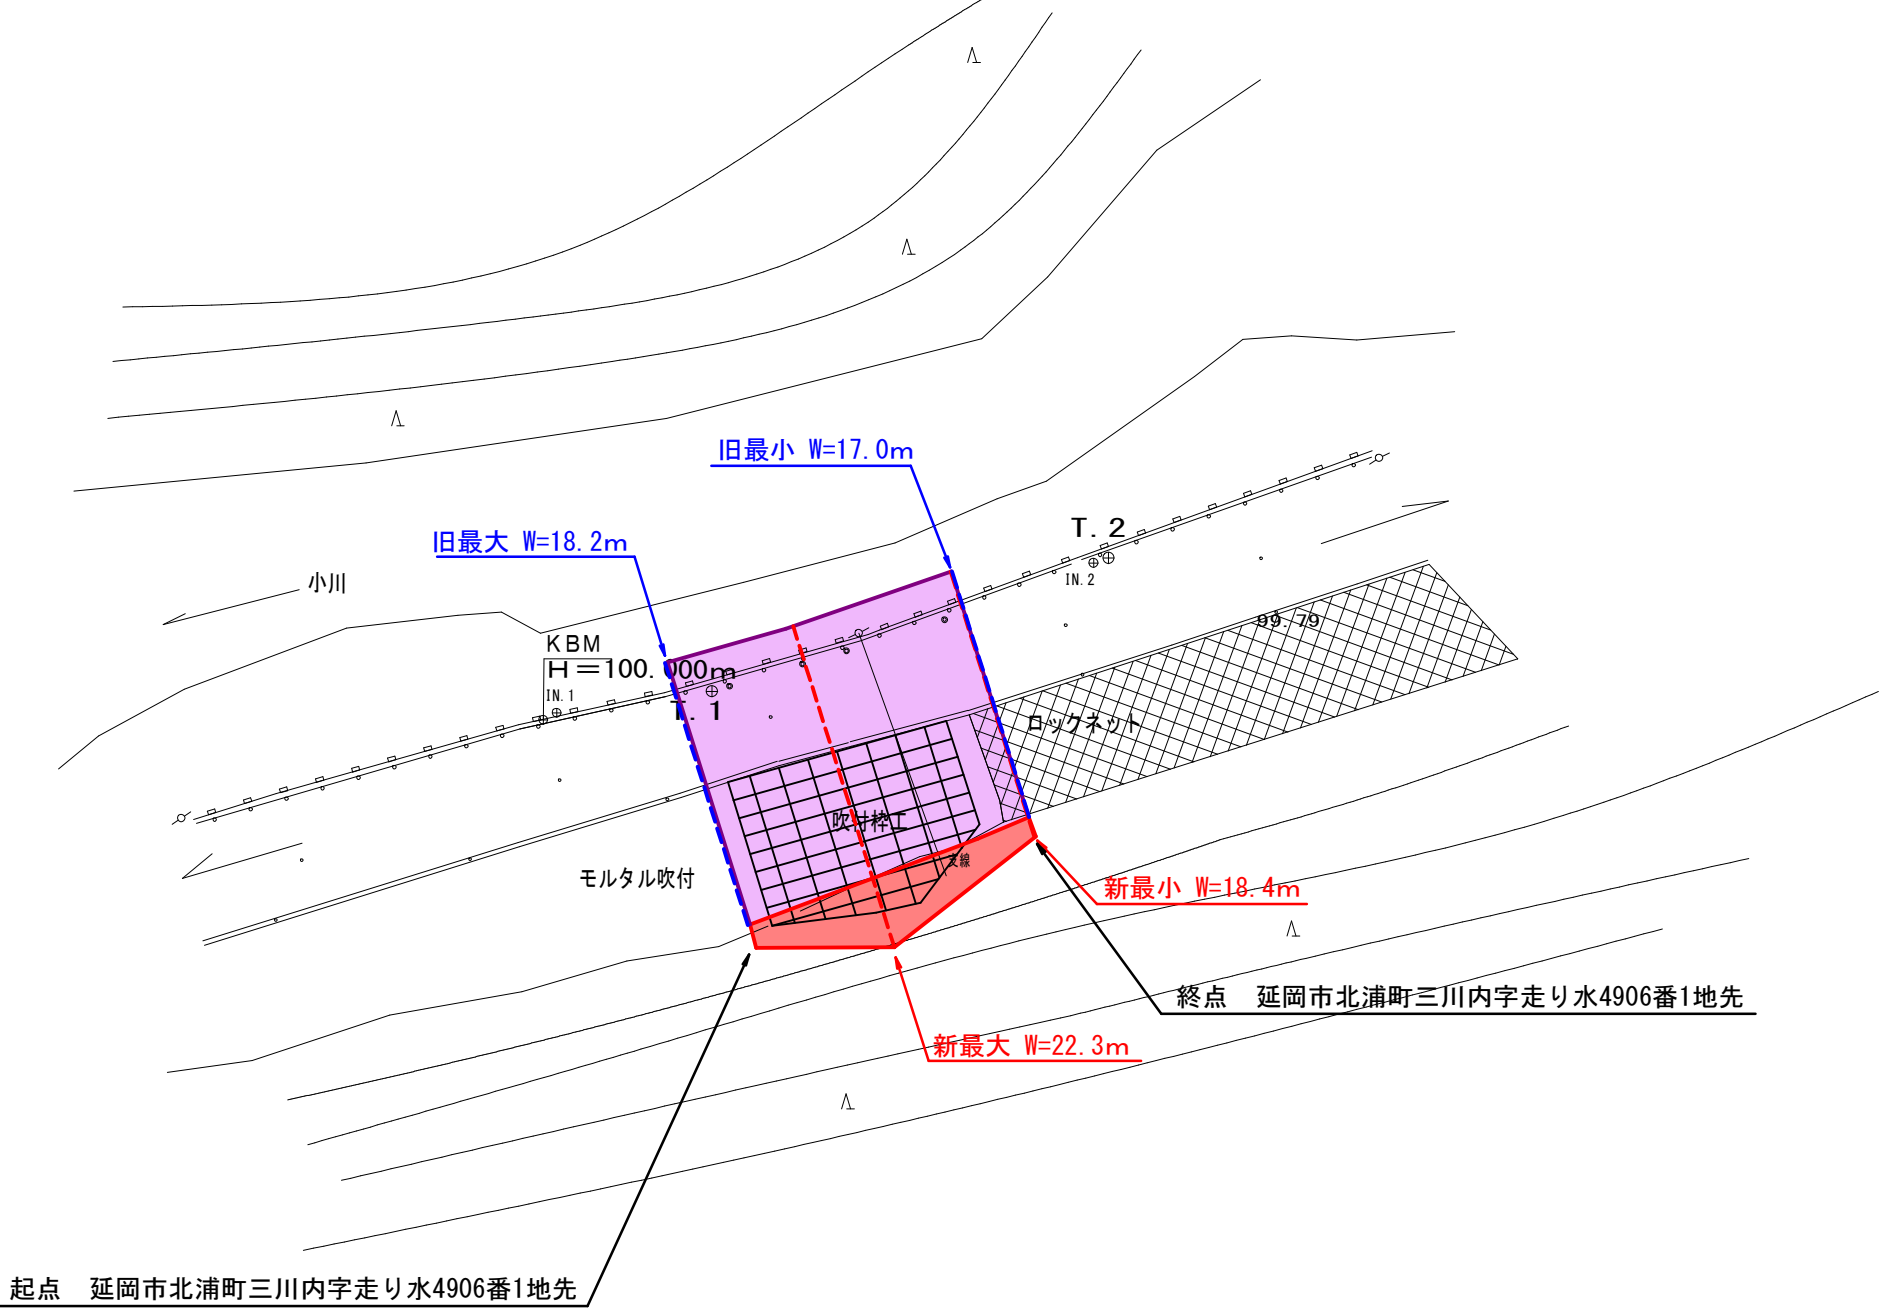 旧最小 W=17.0m
旧最大 W=18.2m
T.2
IN.2
小川
99.79
KBM
H=100.000m
IN.1
T.1
ロックネット
吹付枠工
支線
モルタル吹付
新最小 W=18.4m
終点 延岡市北浦町三川内字走り水4906番1地先
新最大 W=22.3m
起点 延岡市北浦町三川内字走り水4906番1地先